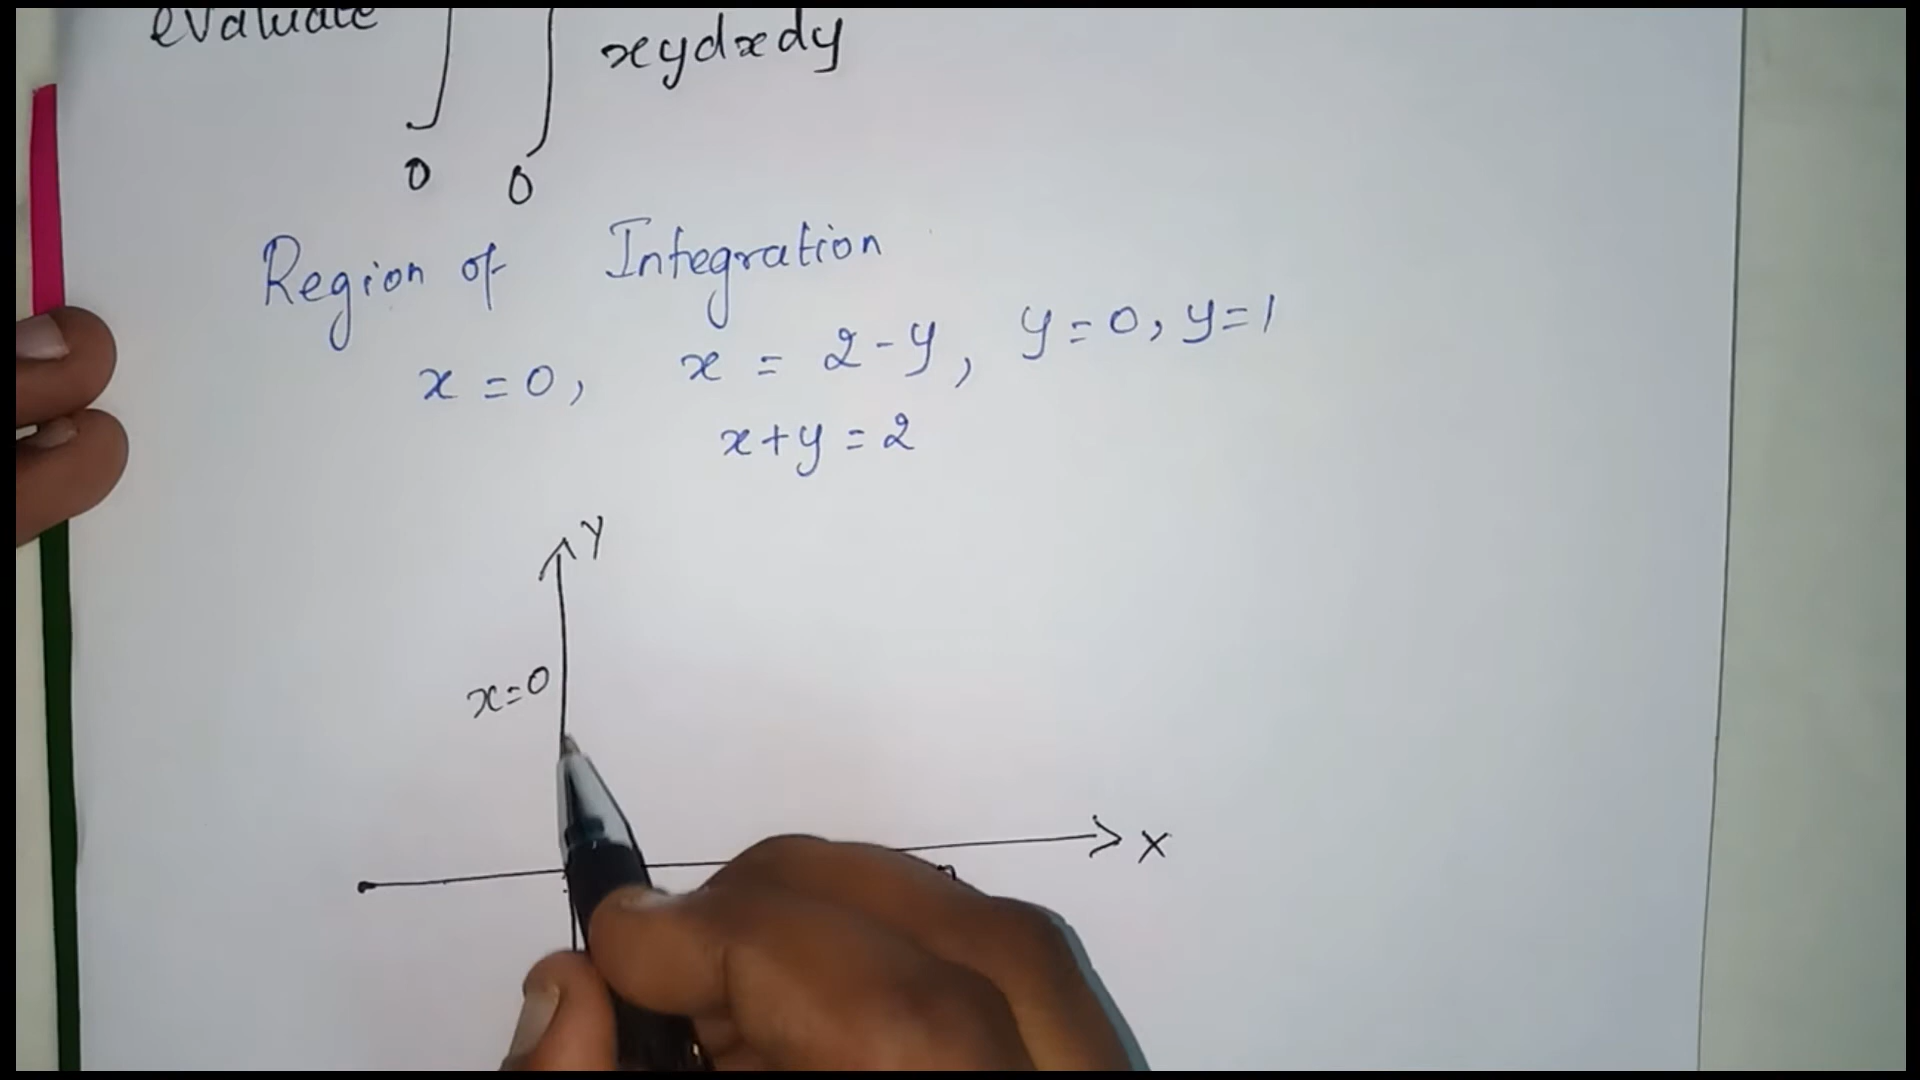 evaluate ∫ ∫ xydxdy
0 0
Region of Integration
x = 0, x = 2 - y, y = 0, y = 1
x + y = 2
y
x = 0
X